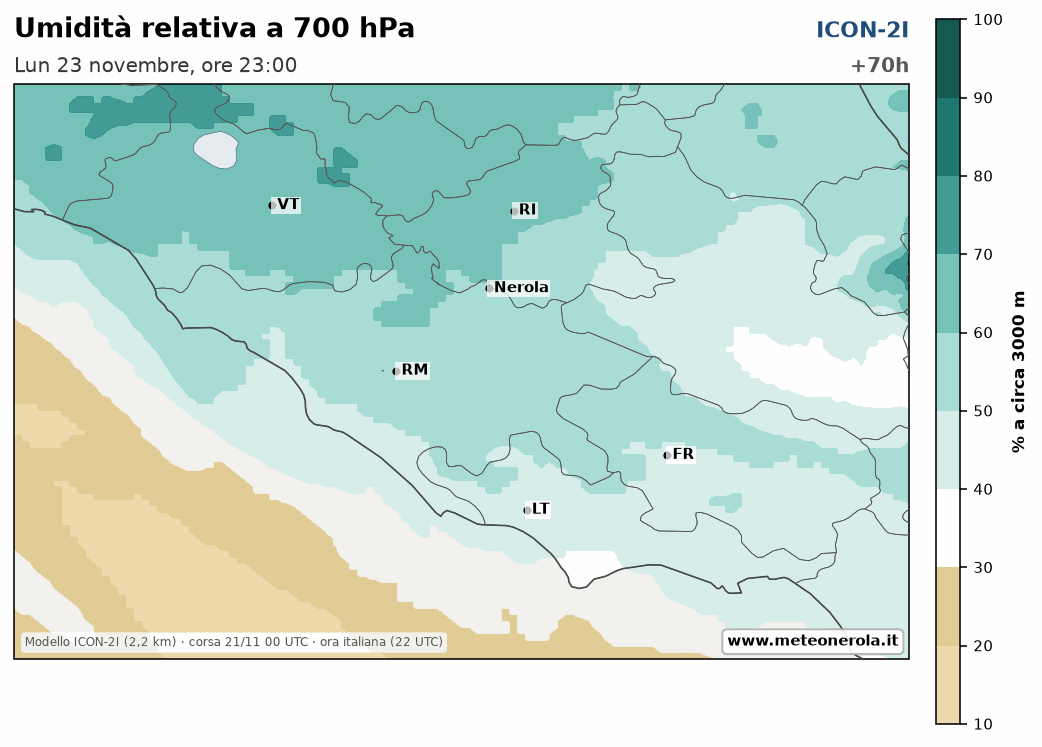 Umidità relativa a 700 hPa
ICON-2I
Lun 23 novembre, ore 23:00
+70h
100
90
80
70
60
50
40
30
20
10
% a circa 3000 m
VT
RI
Nerola
RM
FR
LT
Modello ICON-2I (2,2 km) · corsa 21/11 00 UTC · ora italiana (22 UTC)
www.meteonerola.it